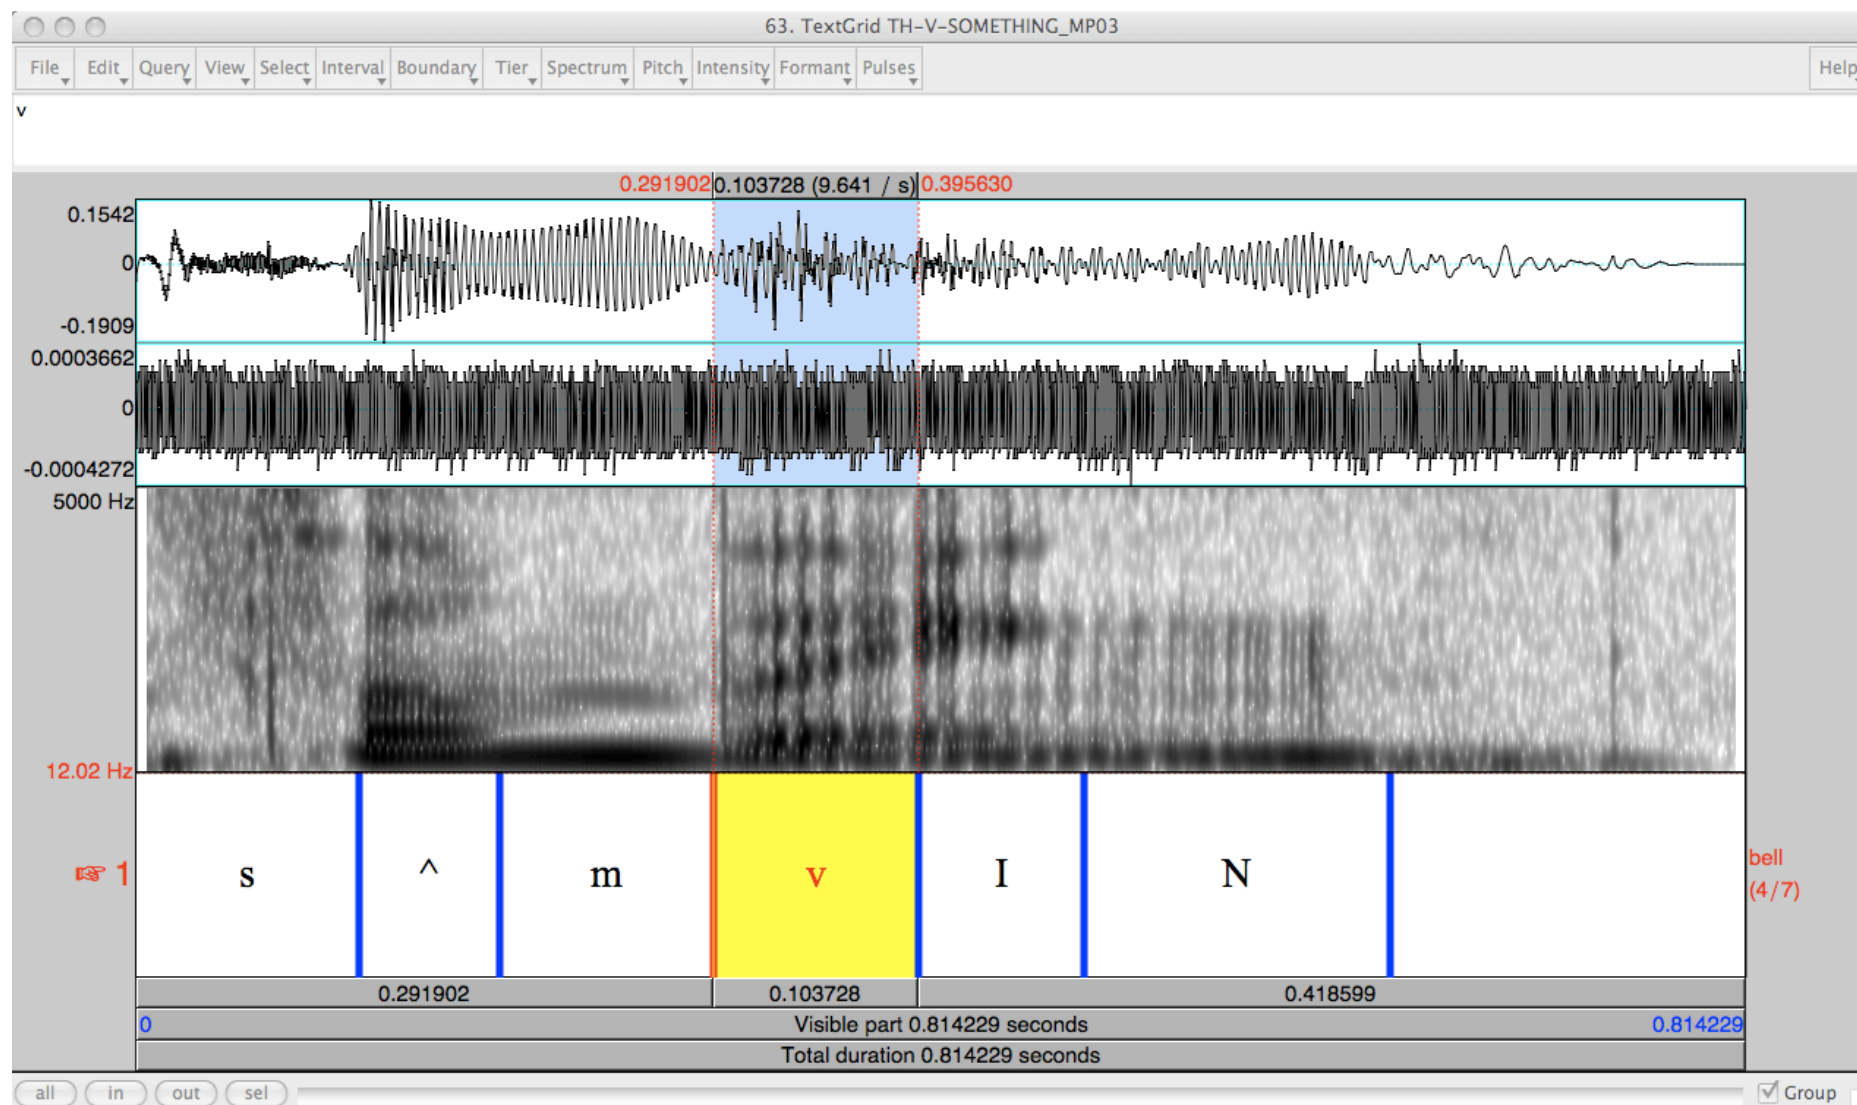 63. TextGrid TH-V-SOMETHING_MP03
File Edit Query View Select Interval Boundary Tier Spectrum Pitch Intensity Formant Pulses Help
v
0.291902 0.103728 (9.641 / s) 0.395630
0.1542
0
-0.1909
0.0003662
0
-0.0004272
5000 Hz
12.02 Hz
☞ 1 s ^ m v I N bell
(4/7)
0.291902 0.103728 0.418599
0 Visible part 0.814229 seconds 0.814229
Total duration 0.814229 seconds
all in out sel Group